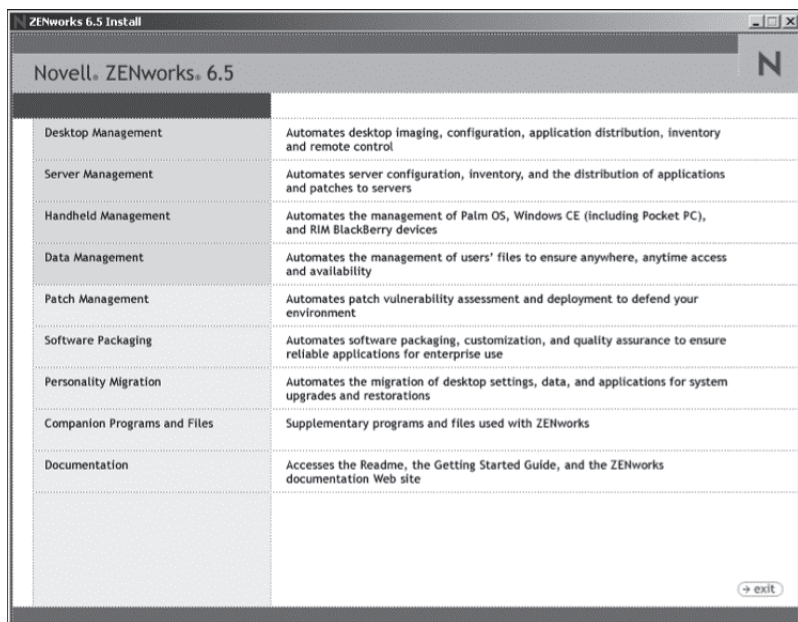 N ZENworks 6.5 Install
Novell® ZENworks® 6.5
N
Desktop Management
Automates desktop imaging, configuration, application distribution, inventory
and remote control
Server Management
Automates server configuration, inventory, and the distribution of applications
and patches to servers
Handheld Management
Automates the management of Palm OS, Windows CE (including Pocket PC),
and RIM BlackBerry devices
Data Management
Automates the management of users' files to ensure anywhere, anytime access
and availability
Patch Management
Automates patch vulnerability assessment and deployment to defend your
environment
Software Packaging
Automates software packaging, customization, and quality assurance to ensure
reliable applications for enterprise use
Personality Migration
Automates the migration of desktop settings, data, and applications for system
upgrades and restorations
Companion Programs and Files
Supplementary programs and files used with ZENworks
Documentation
Accesses the Readme, the Getting Started Guide, and the ZENworks
documentation Web site
exit